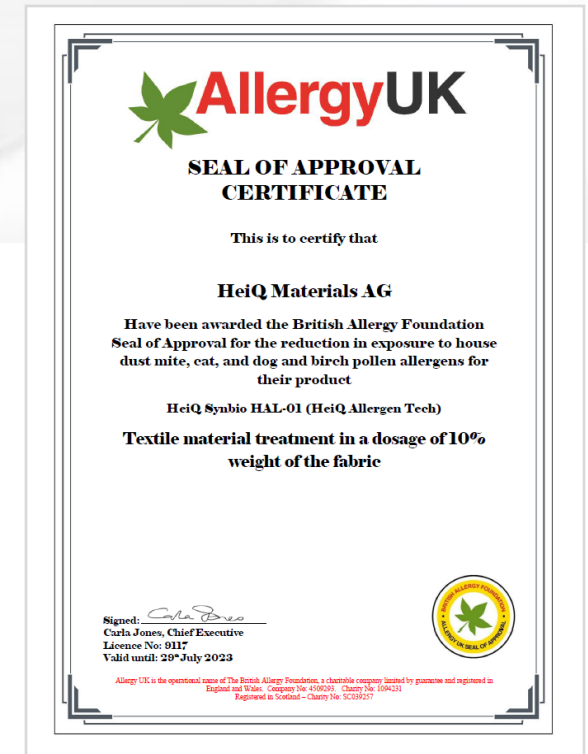 AllergyUK
SEAL OF APPROVAL
CERTIFICATE
This is to certify that
HeiQ Materials AG
Have been awarded the British Allergy Foundation
Seal of Approval for the reduction in exposure to house
dust mite, cat, and dog and birch pollen allergens for
their product
HeiQ Synbio HAL-01 (HeiQ Allergen Tech)
Textile material treatment in a dosage of 10%
weight of the fabric
Signed:
Carla Jones, Chief Executive
Licence No: 9117
Valid until: 29th July 2023
BRITISH ALLERGY FOUNDATION
ALLERGY UK SEAL OF APPROVAL
Allergy UK is the operational name of The British Allergy Foundation, a charitable company limited by guarantee and registered in
England and Wales. Company No: 4509293. Charity No: 1094231
Registered in Scotland – Charity No: SC039257